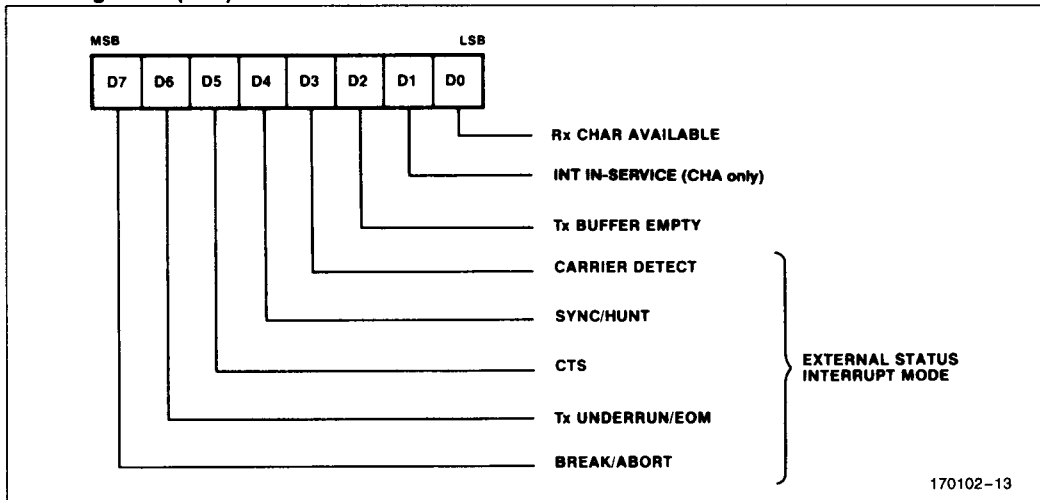 MSB LSB
D7 D6 D5 D4 D3 D2 D1 D0
Rx CHAR AVAILABLE
INT IN-SERVICE (CHA only)
Tx BUFFER EMPTY
CARRIER DETECT
SYNC/HUNT
CTS
EXTERNAL STATUS
INTERRUPT MODE
Tx UNDERRUN/EOM
BREAK/ABORT
170102-13